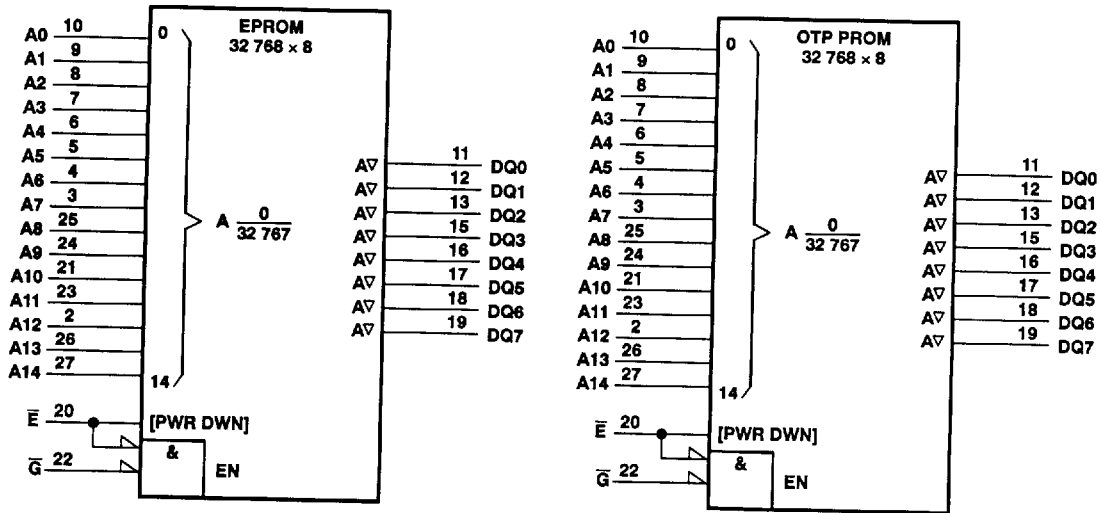 EPROM
32 768 × 8
A0 10 0
A1 9
A2 8
A3 7
A4 6
A5 5
A6 4
A7 3
A8 25
A9 24
A10 21
A11 23
A12 2
A13 26
A14 27 14
A 0
32 767
A▽ 11 DQ0
A▽ 12 DQ1
A▽ 13 DQ2
A▽ 15 DQ3
A▽ 16 DQ4
A▽ 17 DQ5
A▽ 18 DQ6
A▽ 19 DQ7
E̅ 20 [PWR DWN]
&
G̅ 22 EN
OTP PROM
32 768 × 8
A0 10 0
A1 9
A2 8
A3 7
A4 6
A5 5
A6 4
A7 3
A8 25
A9 24
A10 21
A11 23
A12 2
A13 26
A14 27 14
A 0
32 767
A▽ 11 DQ0
A▽ 12 DQ1
A▽ 13 DQ2
A▽ 15 DQ3
A▽ 16 DQ4
A▽ 17 DQ5
A▽ 18 DQ6
A▽ 19 DQ7
E̅ 20 [PWR DWN]
&
G̅ 22 EN